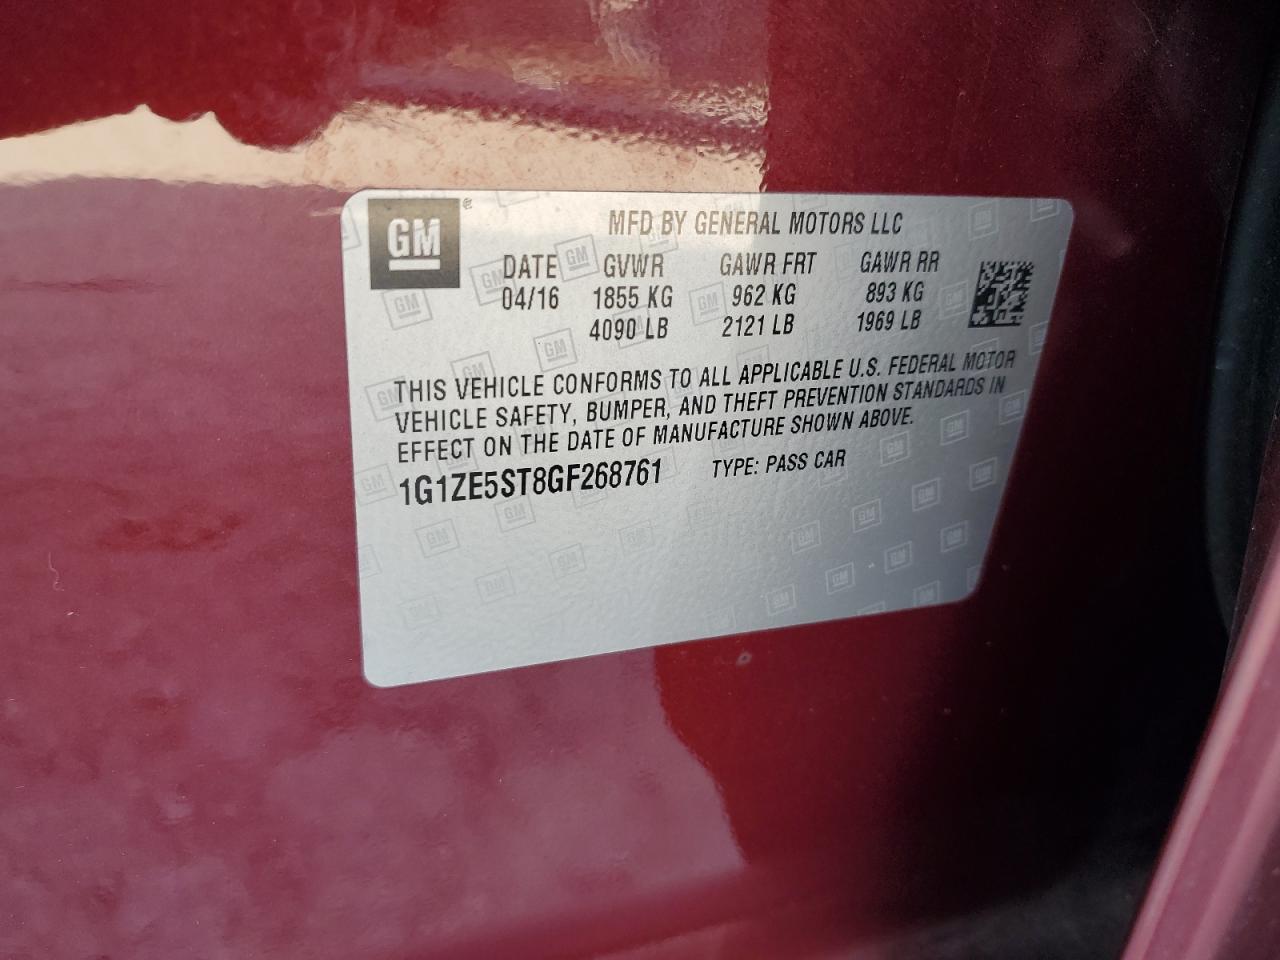 GM
MFD BY GENERAL MOTORS LLC
DATE GVWR GAWR FRT GAWR RR
04/16 1855 KG 962 KG 893 KG
4090 LB 2121 LB 1969 LB
THIS VEHICLE CONFORMS TO ALL APPLICABLE U.S. FEDERAL MOTOR
VEHICLE SAFETY, BUMPER, AND THEFT PREVENTION STANDARDS IN
EFFECT ON THE DATE OF MANUFACTURE SHOWN ABOVE.
1G1ZE5ST8GF268761 TYPE: PASS CAR